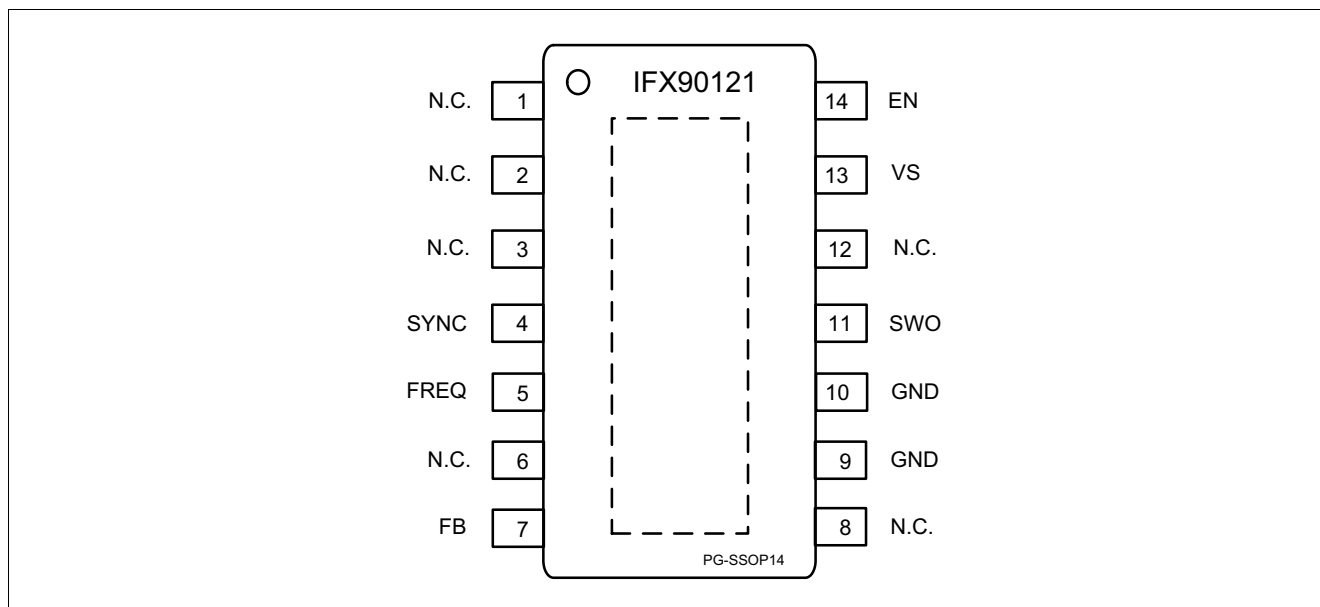 IFX90121
N.C. 1 14 EN
N.C. 2 13 VS
N.C. 3 12 N.C.
SYNC 4 11 SWO
FREQ 5 10 GND
N.C. 6 9 GND
FB 7 8 N.C.
PG-SSOP14